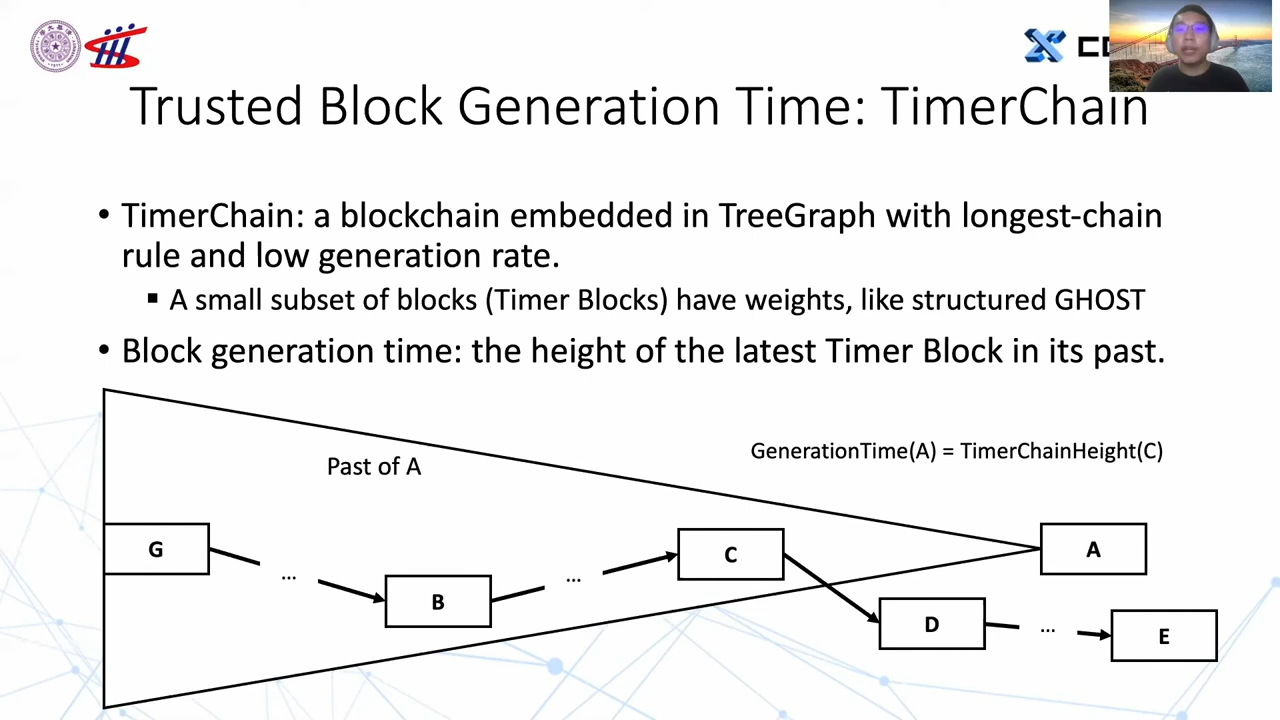 Trusted Block Generation Time: TimerChain
• TimerChain: a blockchain embedded in TreeGraph with longest-chain
rule and low generation rate.
▪ A small subset of blocks (Timer Blocks) have weights, like structured GHOST
• Block generation time: the height of the latest Timer Block in its past.
GenerationTime(A) = TimerChainHeight(C)
Past of A
G
...
B
...
C
A
D
...
E